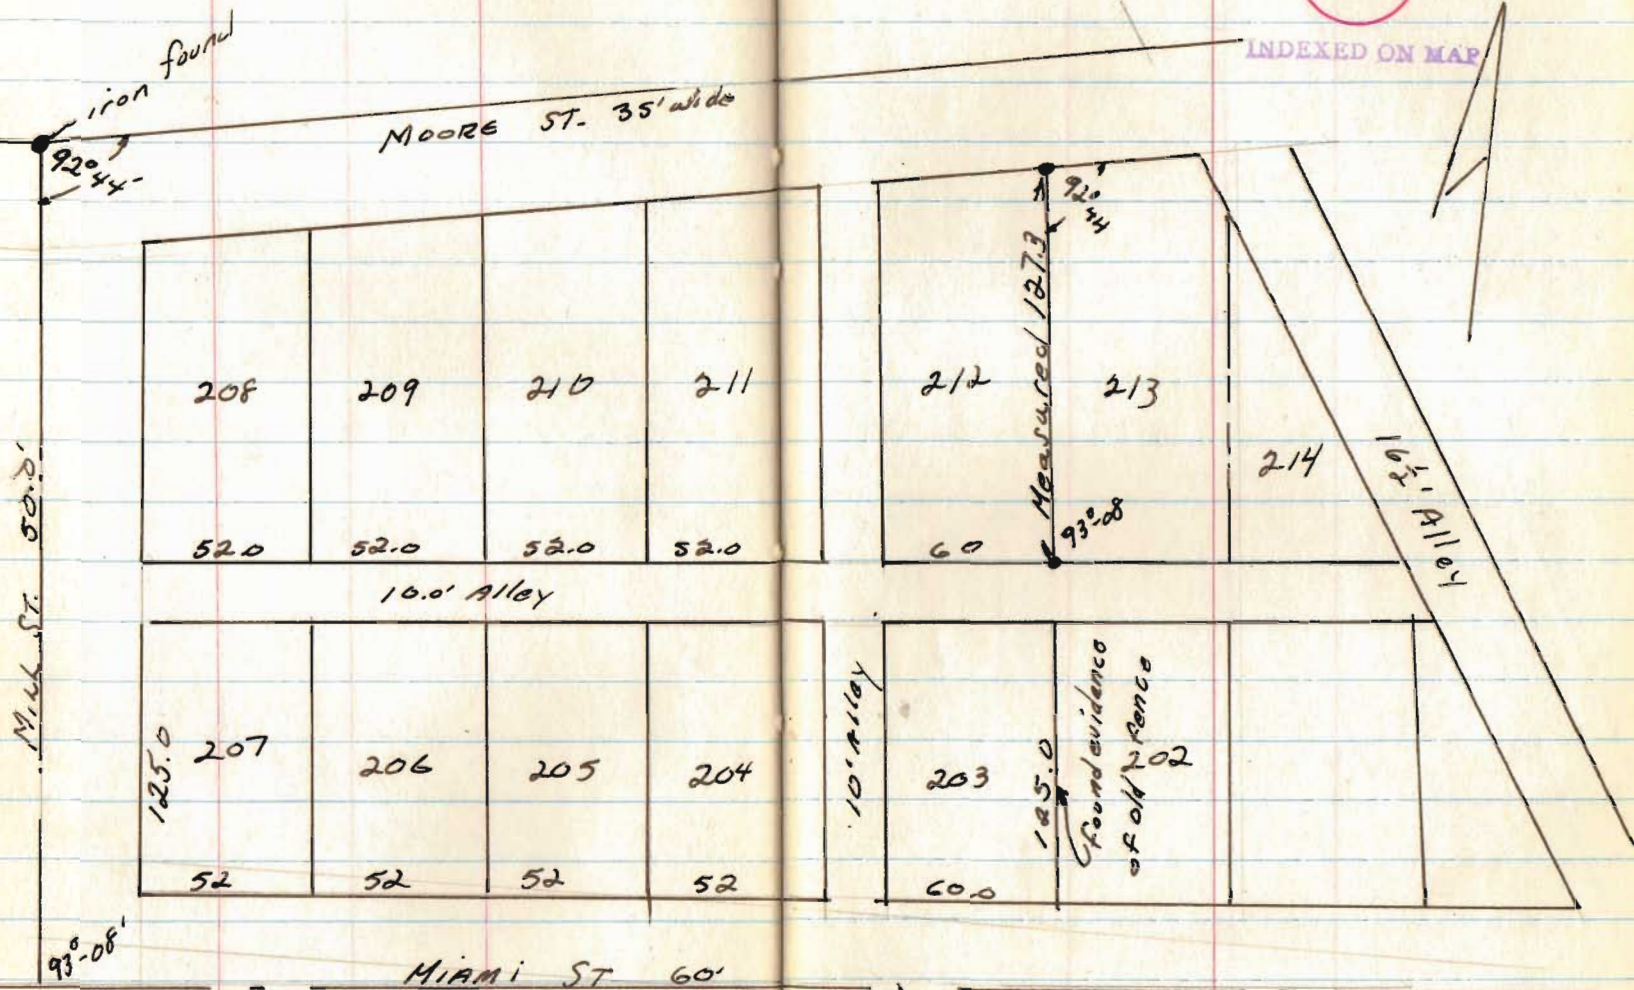 iron found
INDEXED ON MAP
MOORE ST. 35' wide
92° 44'
92° 44
208
209
210
211
212
213
214
Measured 127.3
93°-08
16½' Alley
52.0
52.0
52.0
52.0
60
10.0' Alley
MILL ST. 50.0'
125.0
207
206
205
204
10' Alley
203
125.0
found evidence
of old fence
202
52
52
52
52
60.0
93°-08'
MIAMI ST 60'